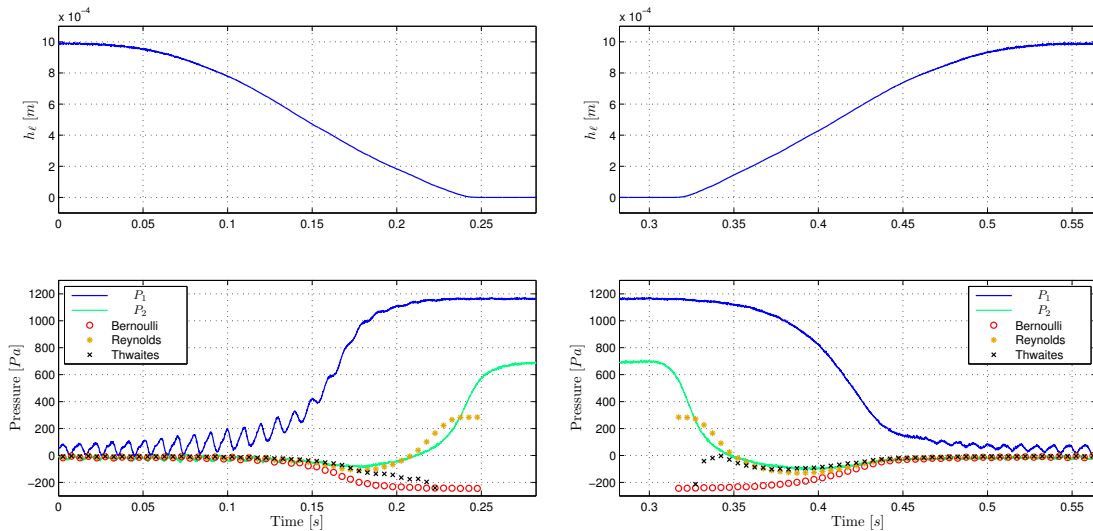 x 10⁻⁴
10
8
6
4
2
0
h_ℓ [m]
0 0.05 0.1 0.15 0.2 0.25
x 10⁻⁴
10
8
6
4
2
0
h_ℓ [m]
0.3 0.35 0.4 0.45 0.5 0.55
1200
1000
800
600
400
200
0
−200
Pressure [Pa]
P₁
P₂
Bernoulli
Reynolds
Thwaites
0 0.05 0.1 0.15 0.2 0.25
Time [s]
1200
1000
800
600
400
200
0
−200
Pressure [Pa]
P₁
P₂
Bernoulli
Reynolds
Thwaites
0.3 0.35 0.4 0.45 0.5 0.55
Time [s]